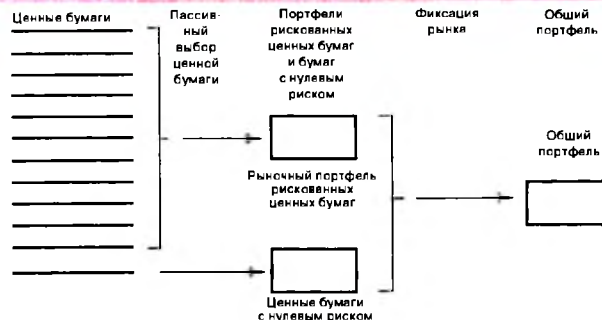 Ценные бумаги
Пассив-
ный
выбор
ценной
бумаги
Портфели
рискованных
ценных бумаг
и бумаг
с нулевым
риском
Фиксация
рынка
Общий
портфель
Рыночный портфель
рискованных
ценных бумаг
Общий
портфель
Ценные бумаги
с нулевым риском